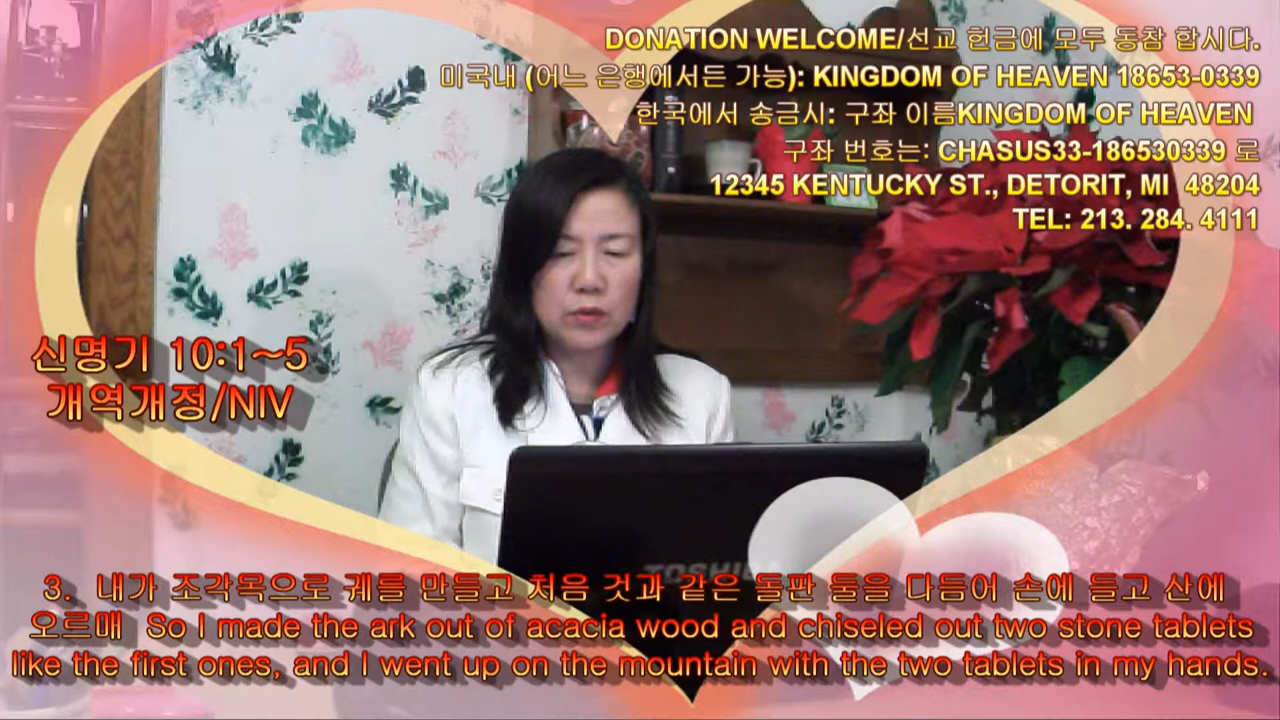 DONATION WELCOME/선교 헌금에 모두 동참 합시다.
미국내 (어느 은행에서든 가능): KINGDOM OF HEAVEN 18653-0339
한국에서 송금시: 구좌 이름KINGDOM OF HEAVEN
구좌 번호는: CHASUS33-186530339 로
12345 KENTUCKY ST., DETORIT, MI 48204
TEL: 213. 284. 4111
신명기 10:1~5
개역개정/NIV
TOSHIBA
3. 내가 조각목으로 궤를 만들고 처음 것과 같은 돌판 둘을 다듬어 손에 들고 산에
오르매 So I made the ark out of acacia wood and chiseled out two stone tablets
like the first ones, and I went up on the mountain with the two tablets in my hands.